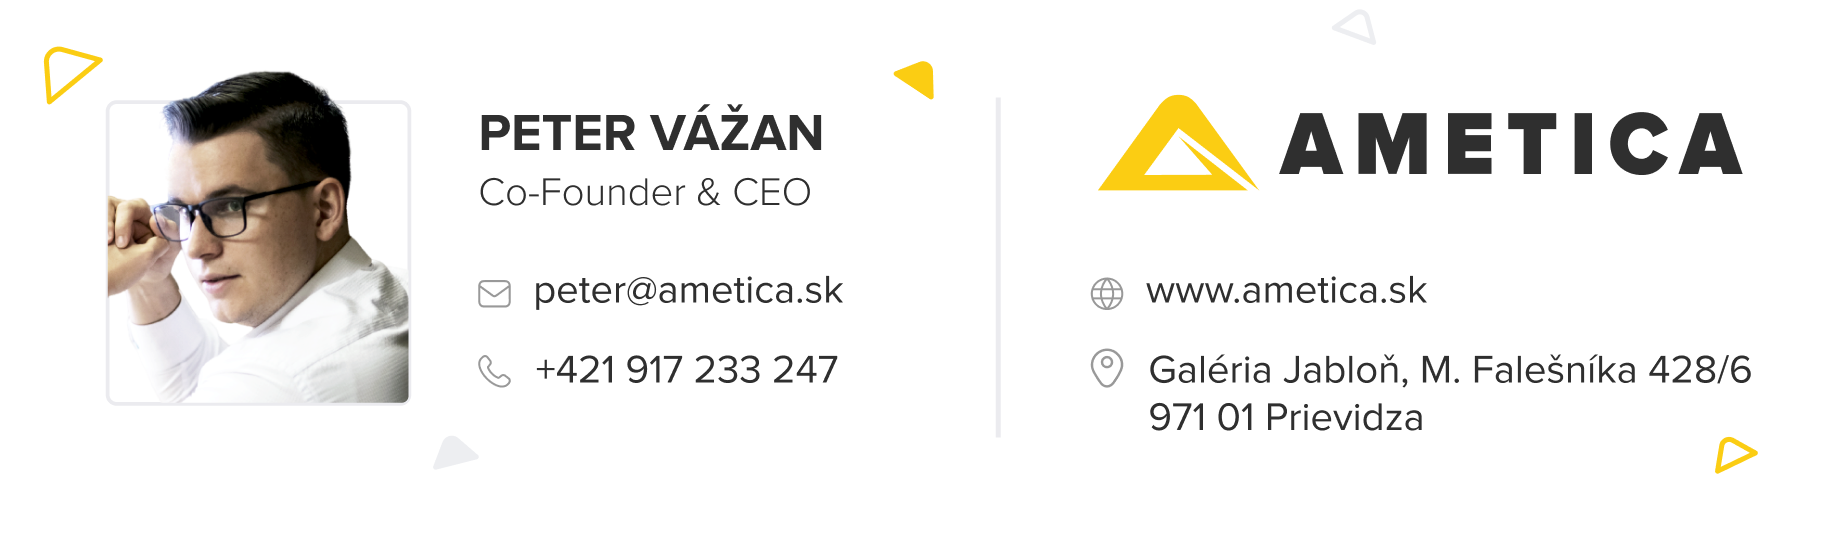 PETER VÁŽAN
Co-Founder & CEO
peter@ametica.sk
+421 917 233 247
AMETICA
www.ametica.sk
Galéria Jabloň, M. Falešníka 428/6
971 01 Prievidza